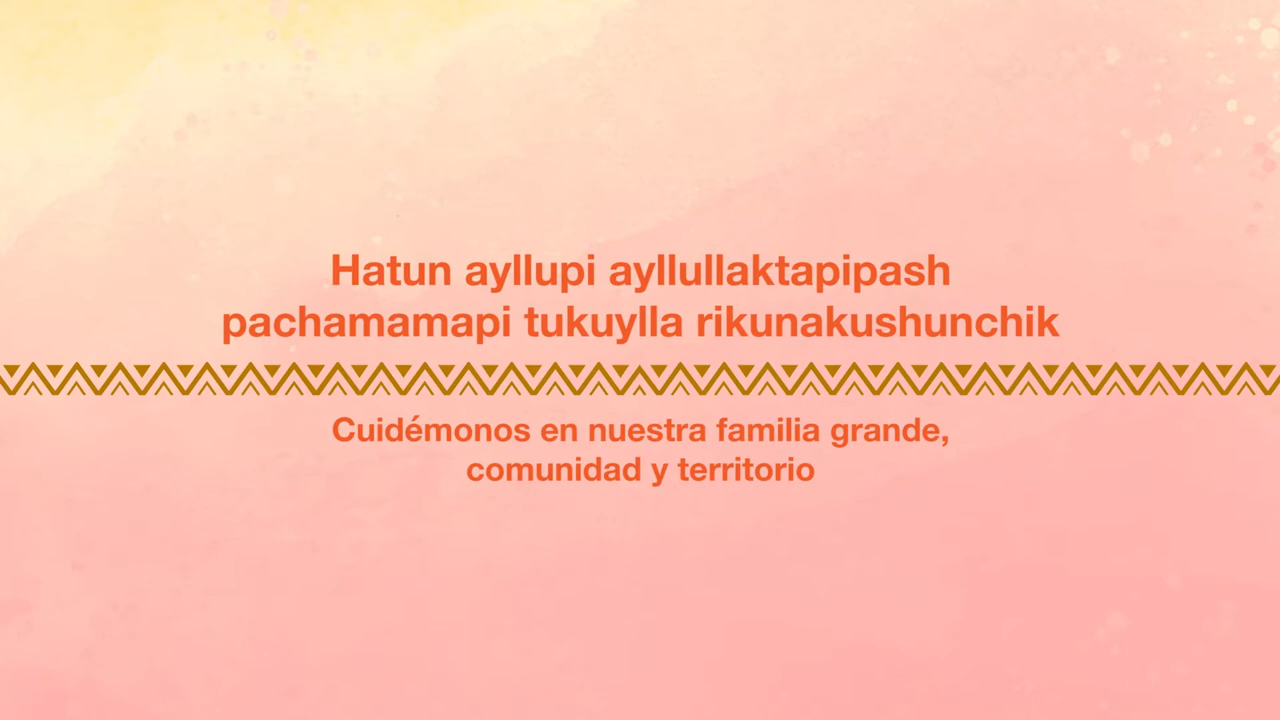 Hatun ayllupi ayllullaktapipash
pachamamapi tukuylla rikunakushunchik
Cuidémonos en nuestra familia grande,
comunidad y territorio